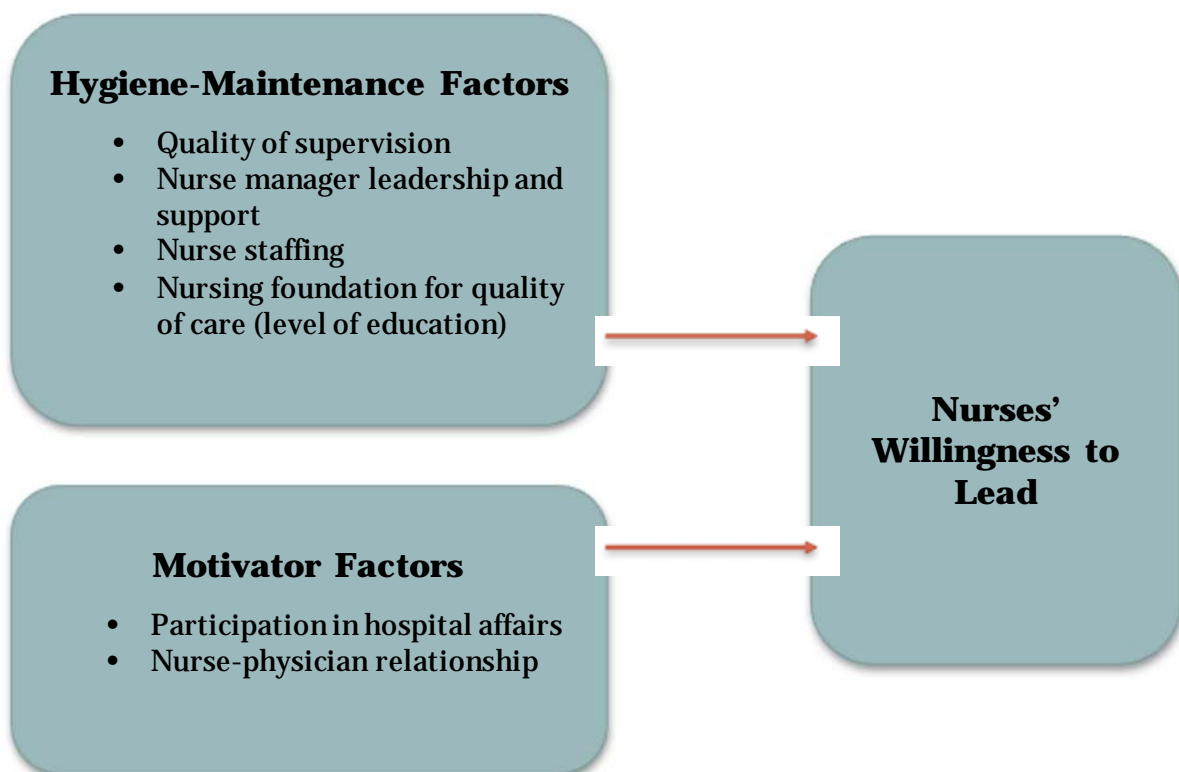 Hygiene-Maintenance Factors
• Quality of supervision
• Nurse manager leadership and
support
• Nurse staffing
• Nursing foundation for quality
of care (level of education)
Motivator Factors
• Participation in hospital affairs
• Nurse-physician relationship
Nurses’
Willingness to
Lead